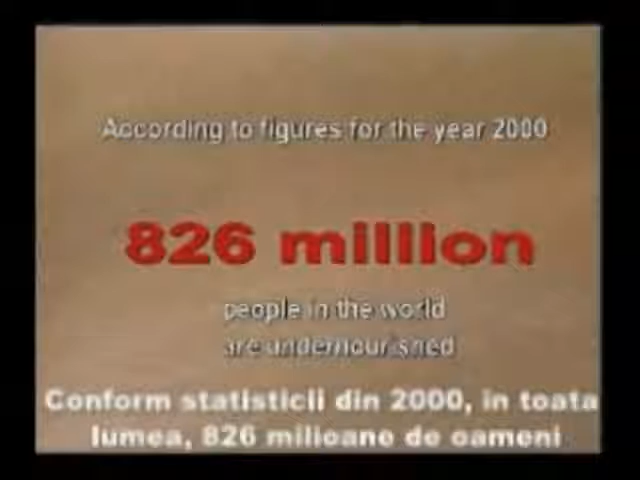 According to figures for the year 2000
826 million
people in the world
are undernourished
Conform statisticii din 2000, in toata
lumea, 826 milioane de oameni